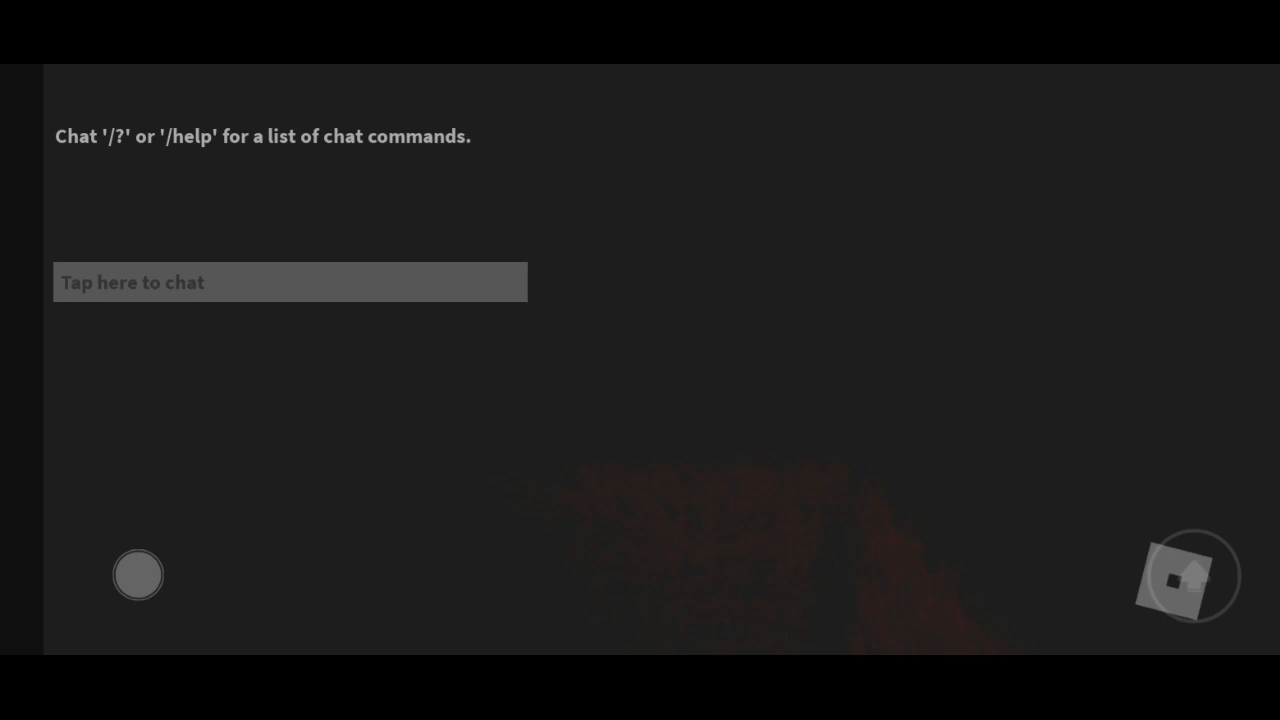 Chat '/?' or '/help' for a list of chat commands.
Tap here to chat